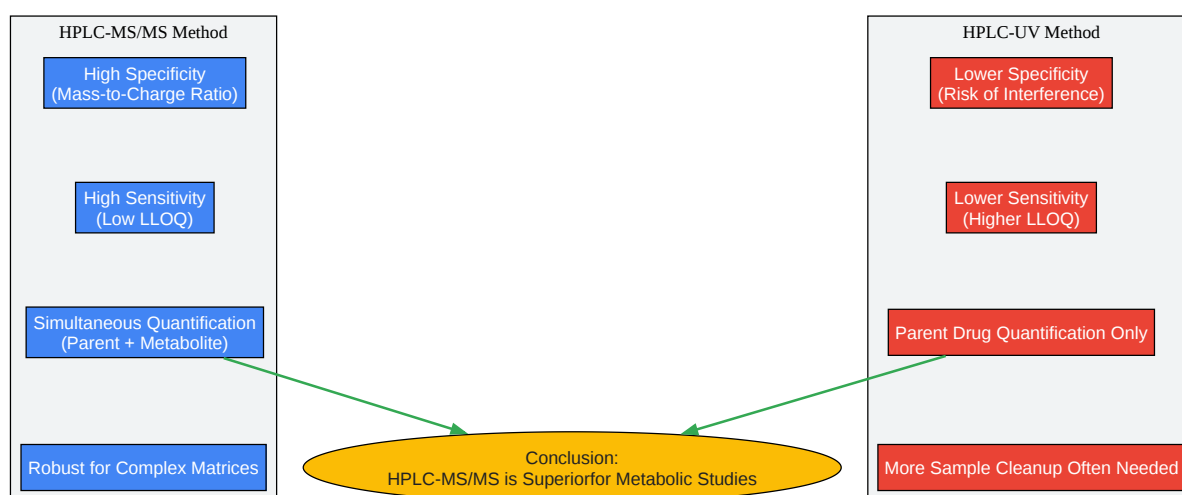 HPLC-MS/MS Method
High Specificity
(Mass-to-Charge Ratio)
High Sensitivity
(Low LLOQ)
Simultaneous Quantification
(Parent + Metabolite)
Robust for Complex Matrices
HPLC-UV Method
Lower Specificity
(Risk of Interference)
Lower Sensitivity
(Higher LLOQ)
Parent Drug Quantification Only
More Sample Cleanup Often Needed
Conclusion:
HPLC-MS/MS is Superiorfor Metabolic Studies